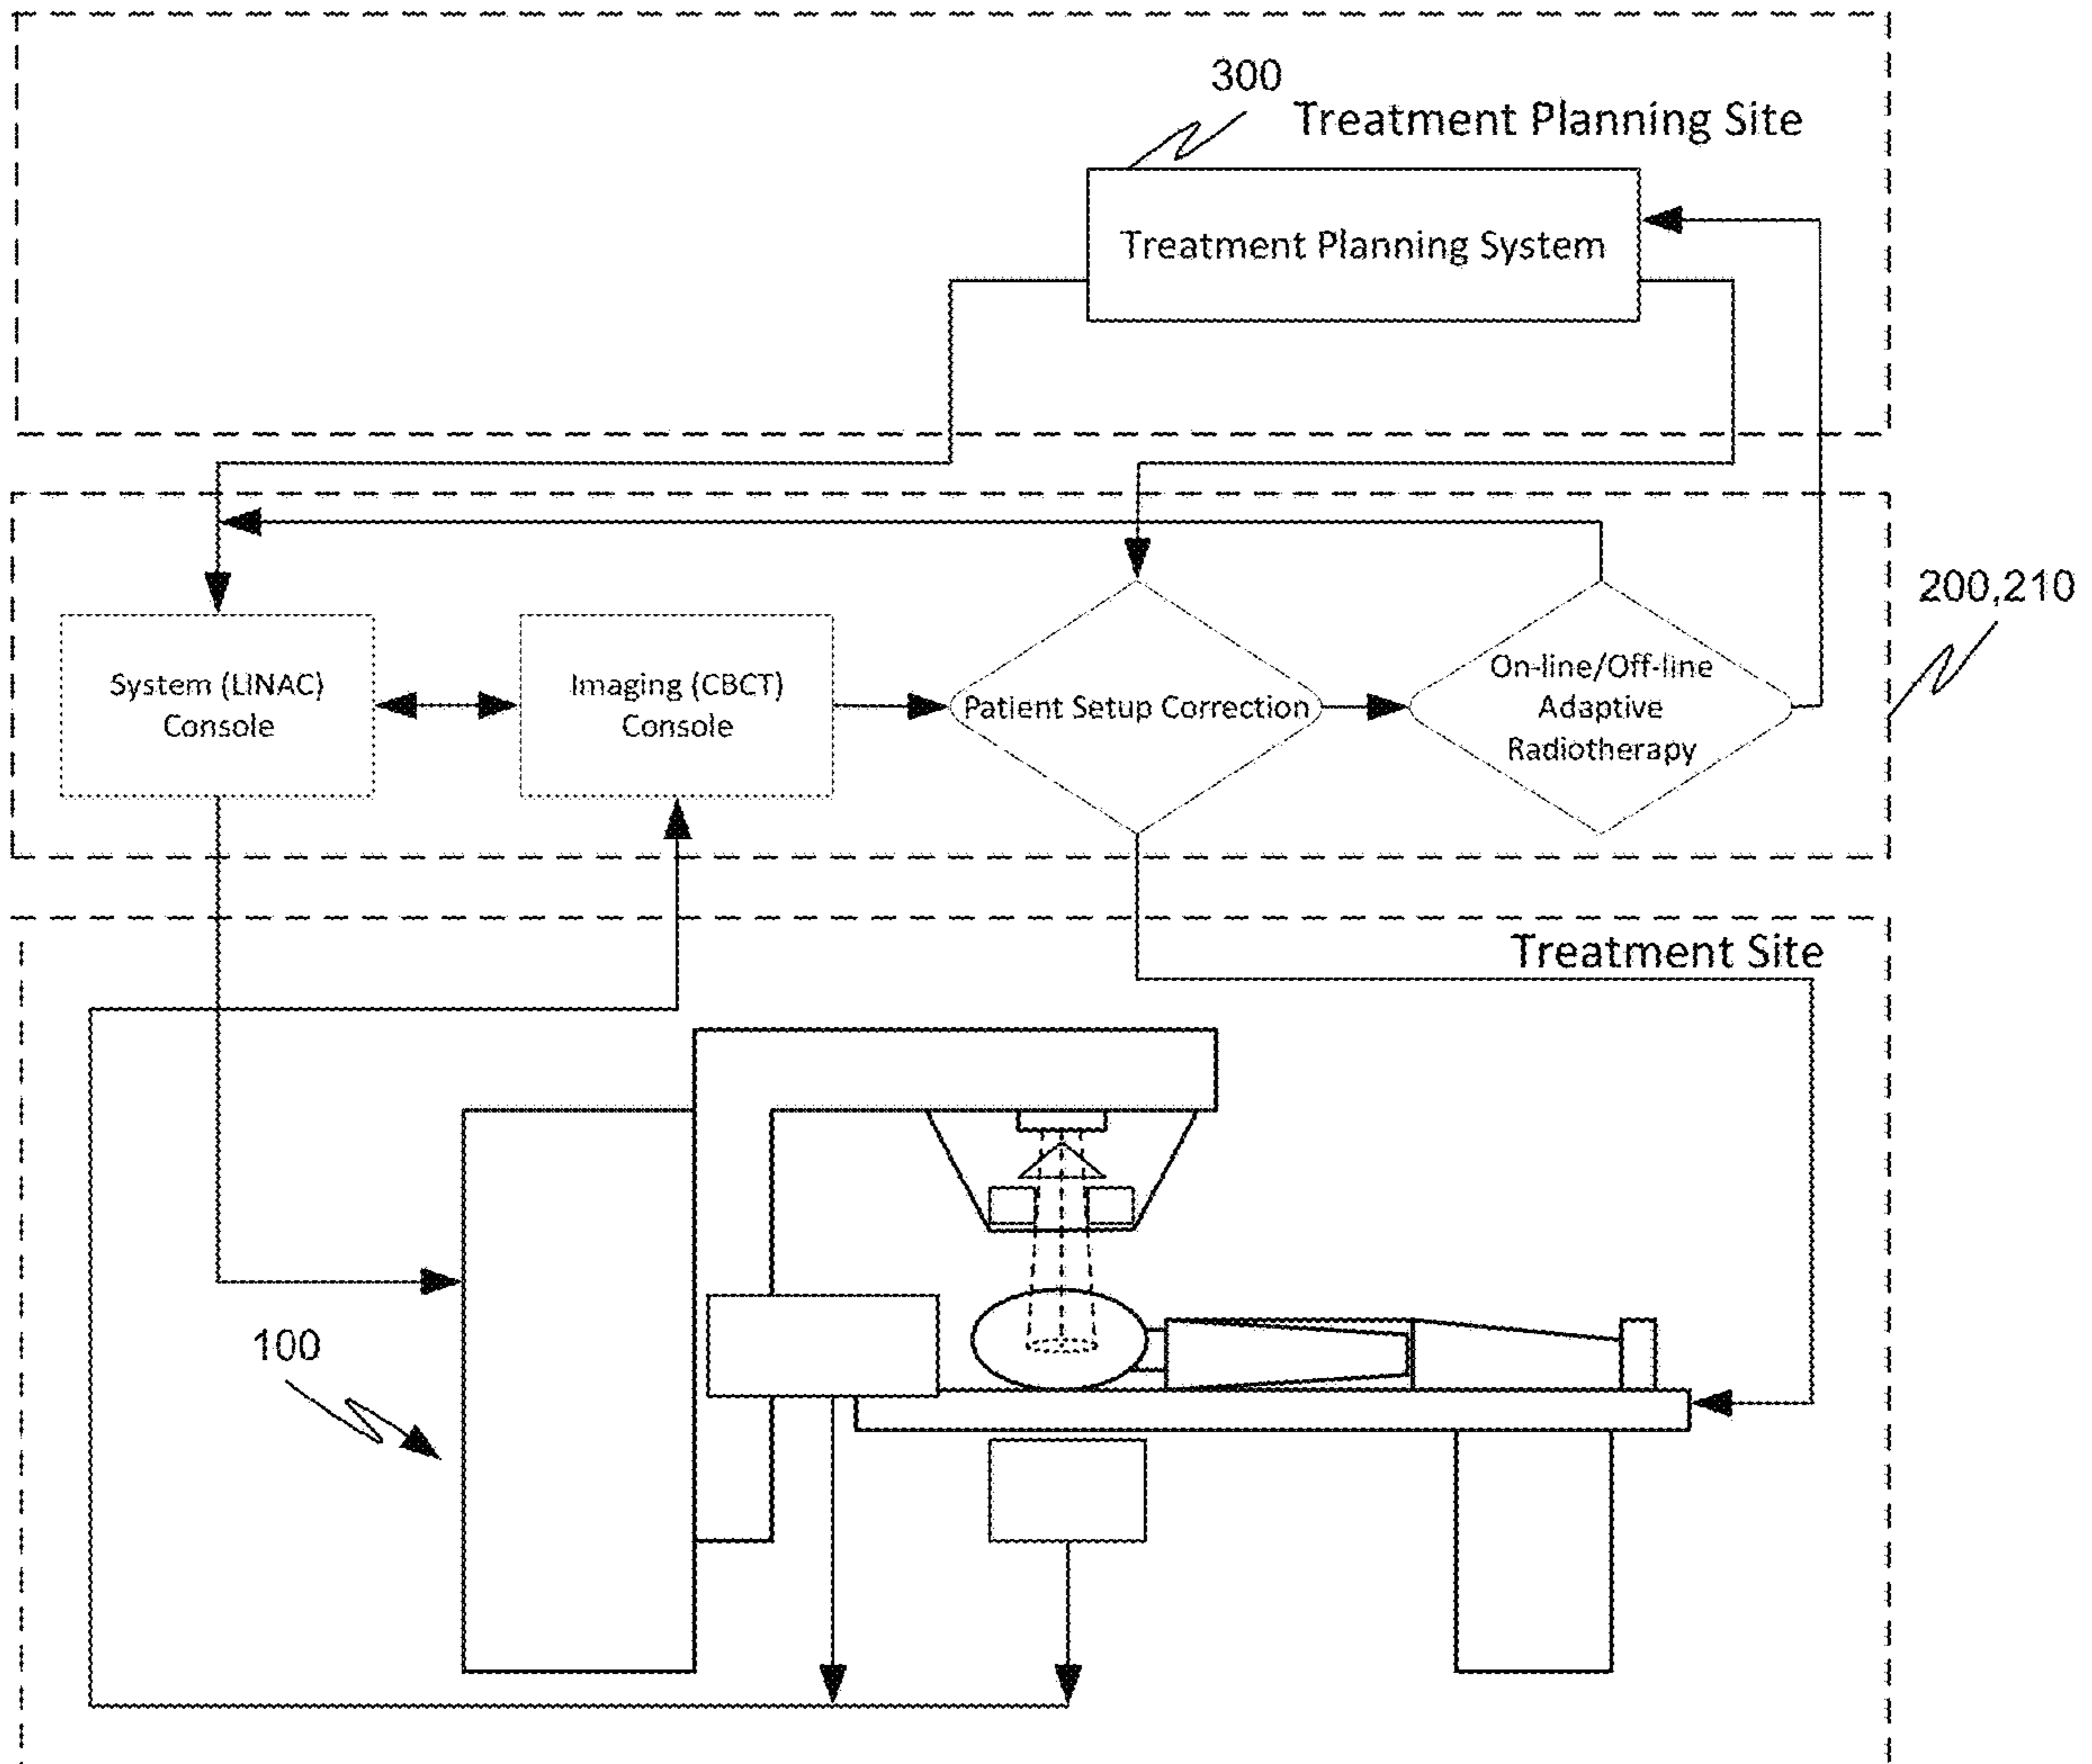 300
Treatment Planning Site
Treatment Planning System
200,210
System (LINAC)
Console
Imaging (CBCT)
Console
Patient Setup Correction
On-line/Off-line
Adaptive
Radiotherapy
Treatment Site
100